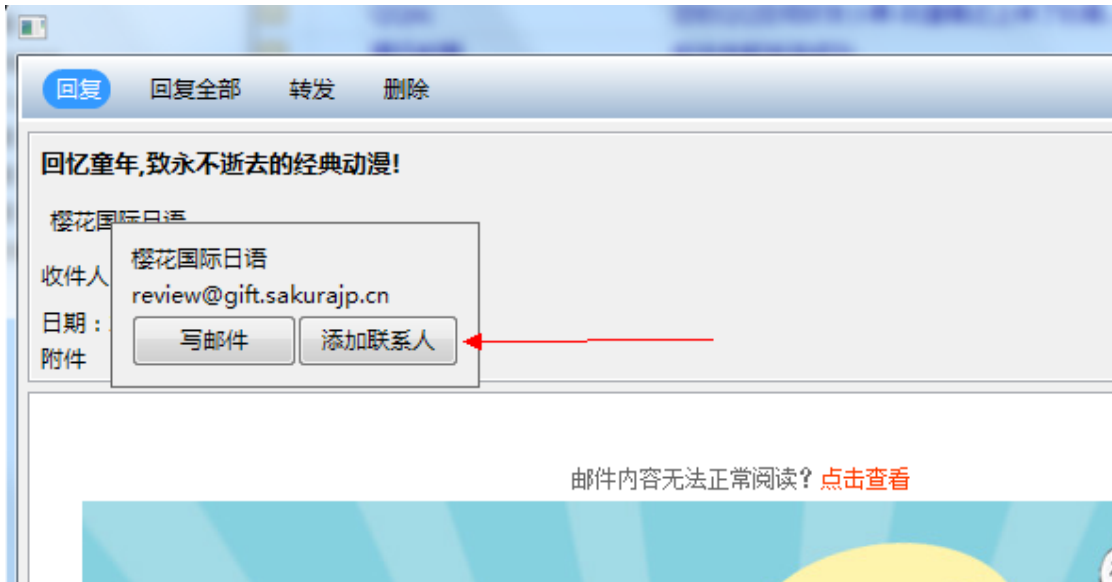 回复 回复全部 转发 删除
回忆童年,致永不逝去的经典动漫!
樱花国际日语
樱花国际日语
review@gift.sakurajp.cn
收件人
日期：
写邮件 添加联系人
附件
邮件内容无法正常阅读？点击查看